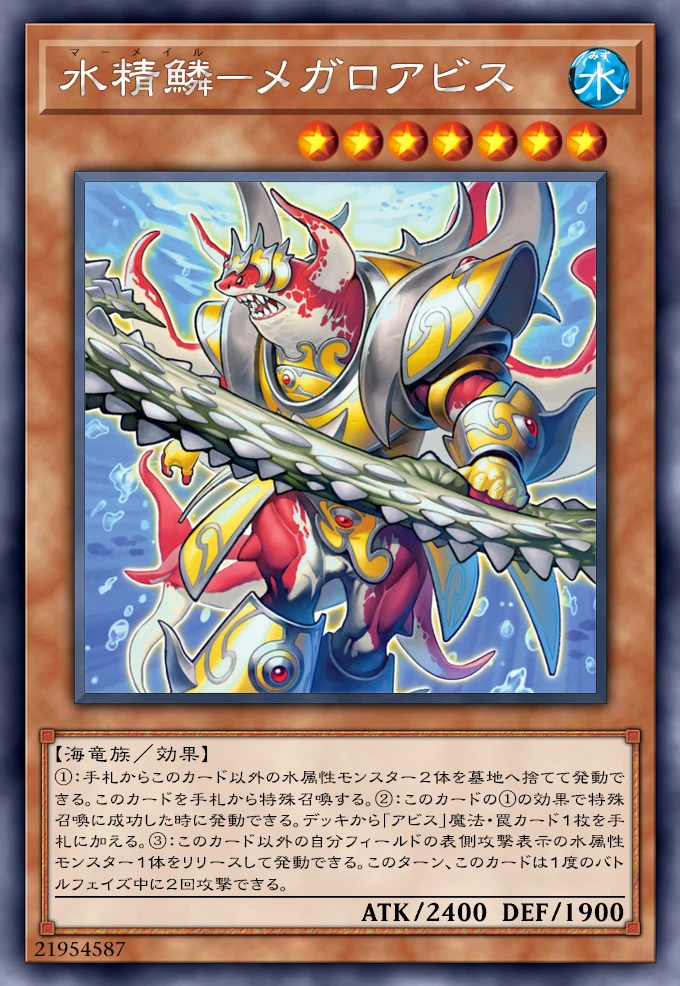 マーメイル
水精鱗－メガロアビス
みず
水
【海竜族／効果】
①：手札からこのカード以外の水属性モンスター２体を墓地へ捨てて発動で
きる。このカードを手札から特殊召喚する。②：このカードの①の効果で特殊
召喚に成功した時に発動できる。デッキから「アビス」魔法・罠カード１枚を手
札に加える。③：このカード以外の自分フィールドの表側攻撃表示の水属性
モンスター１体をリリースして発動できる。このターン、このカードは１度のバト
ルフェイズ中に２回攻撃できる。
ATK/2400 DEF/1900
21954587